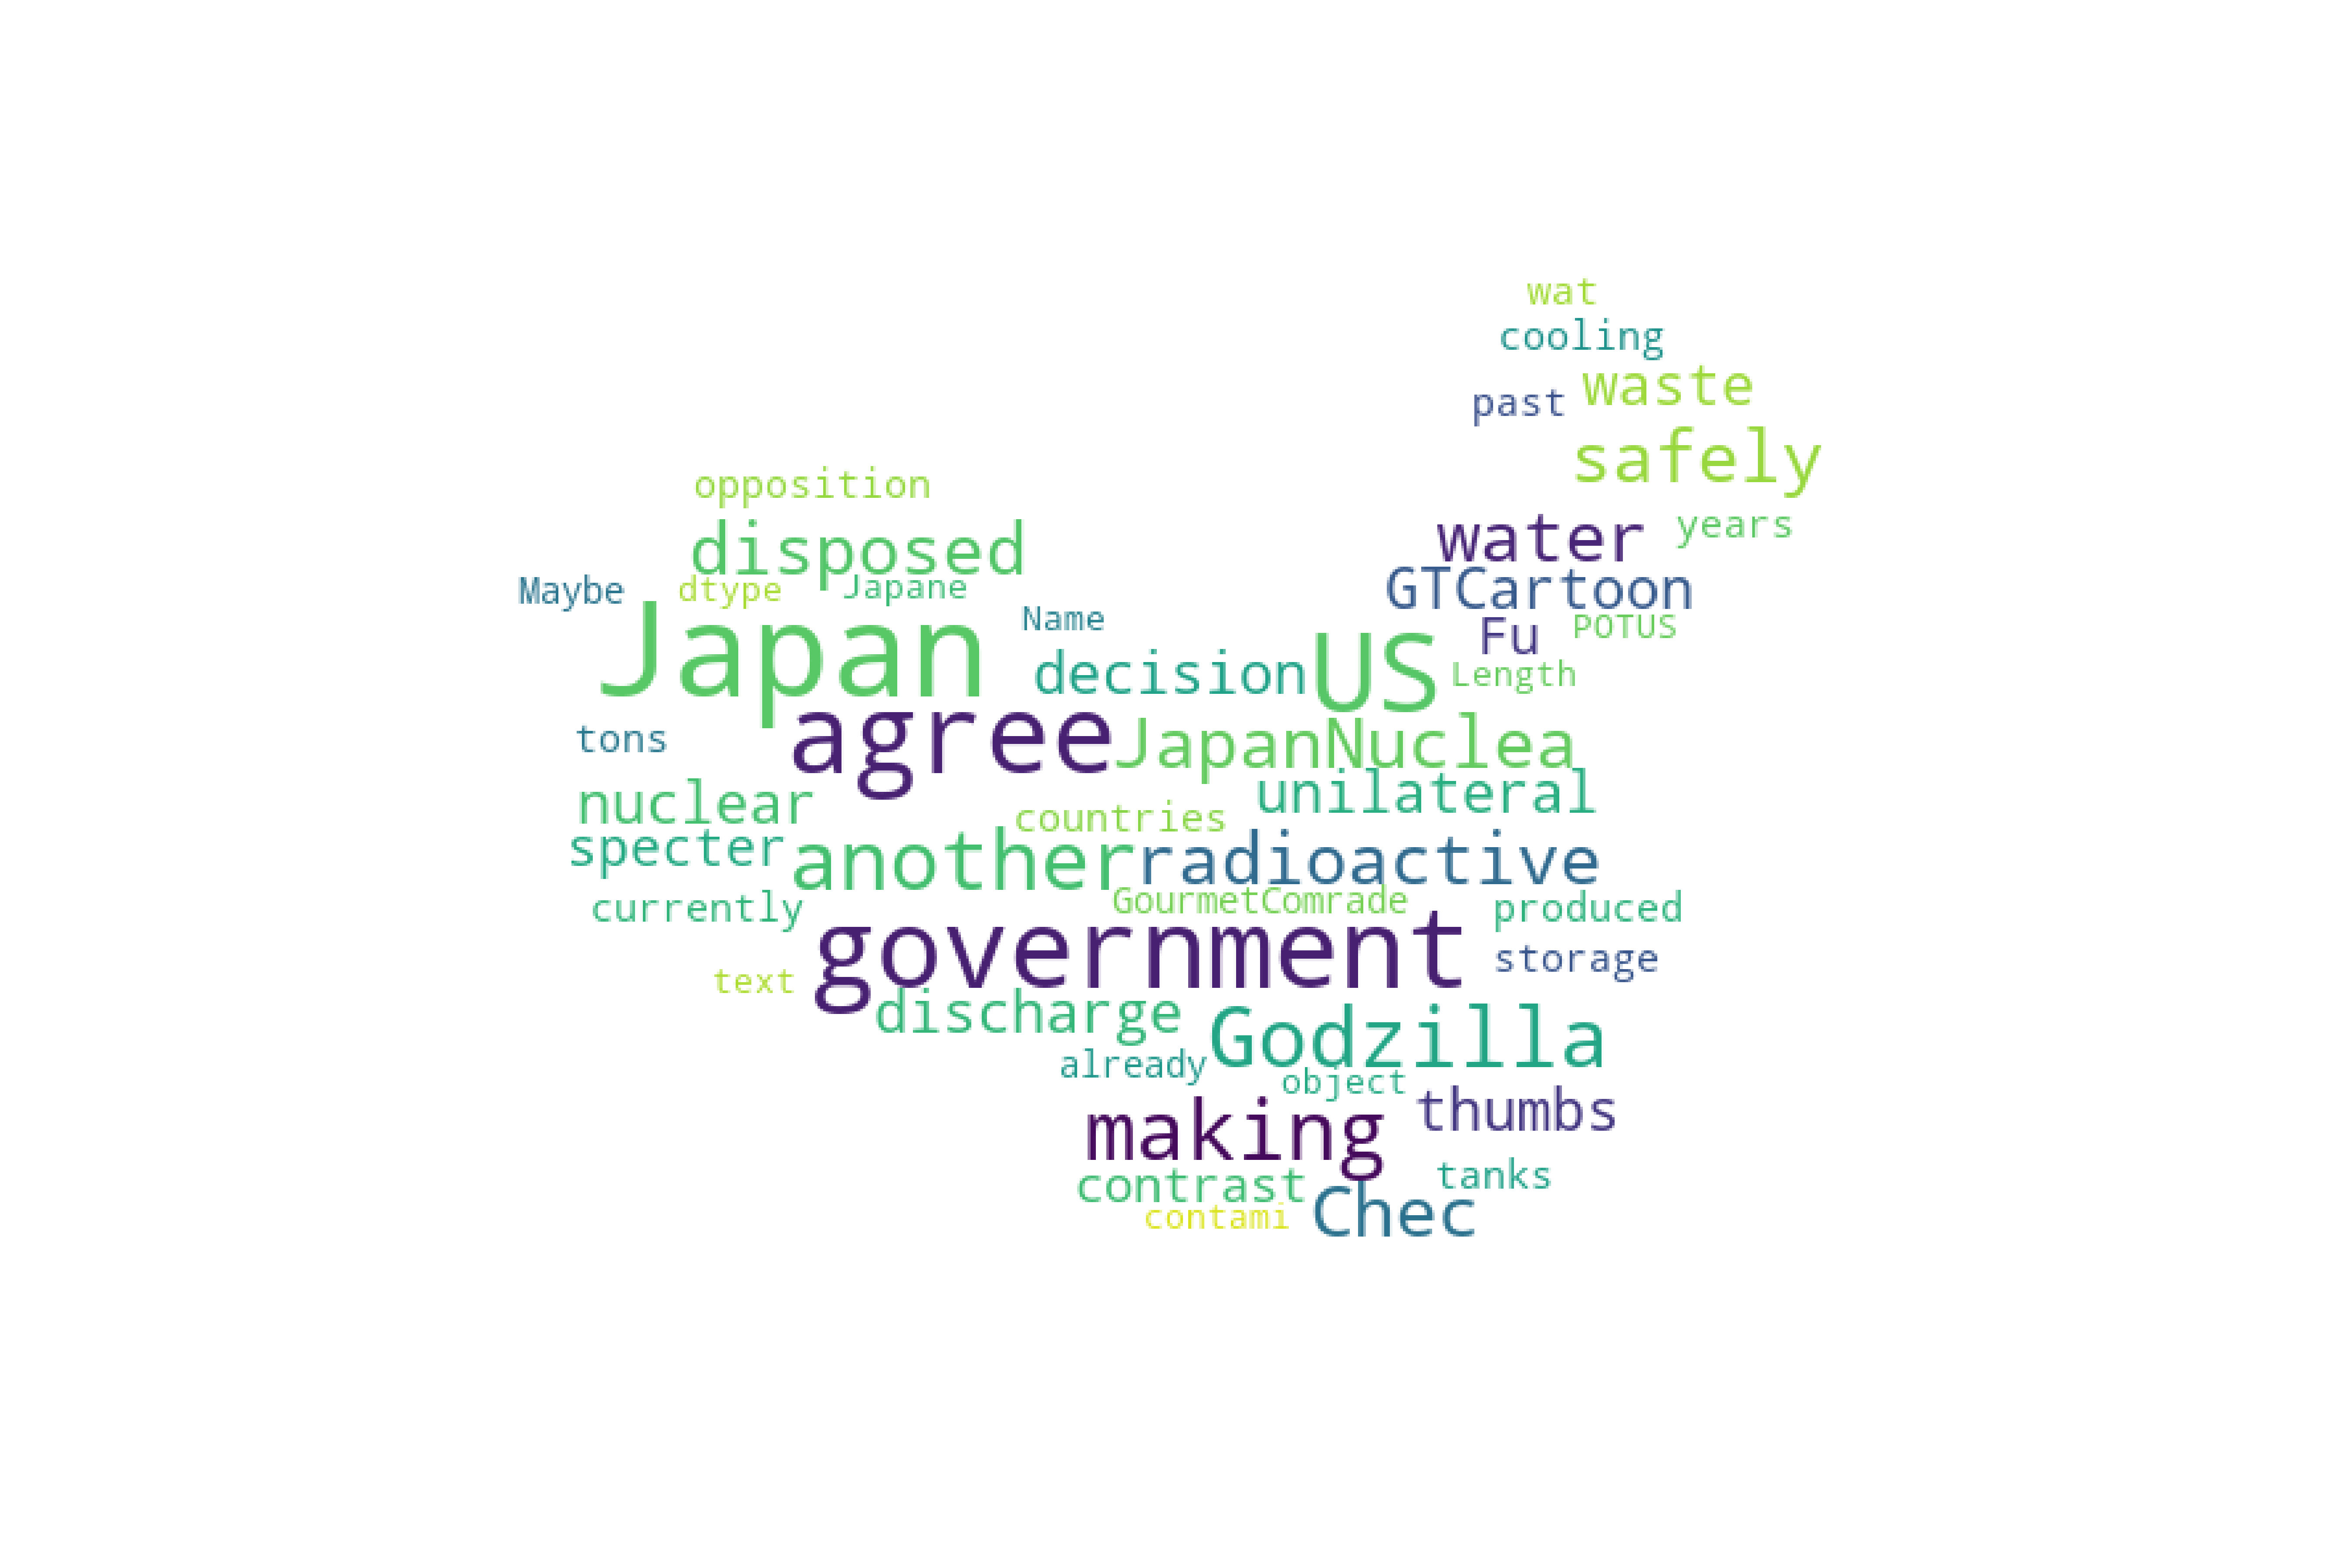 wat
cooling
past waste
safely
opposition
disposed
water years
Maybe dtype Japane
GTCartoon
Name
Fu POTUS
Japan
decision US Length
agree JapanNuclea
tons
unilateral
nuclear
countries
specter another radioactive
currently GourmetComrade produced
government storage
text
discharge
Godzilla
already object
making thumbs
contrast tanks
contami Chec